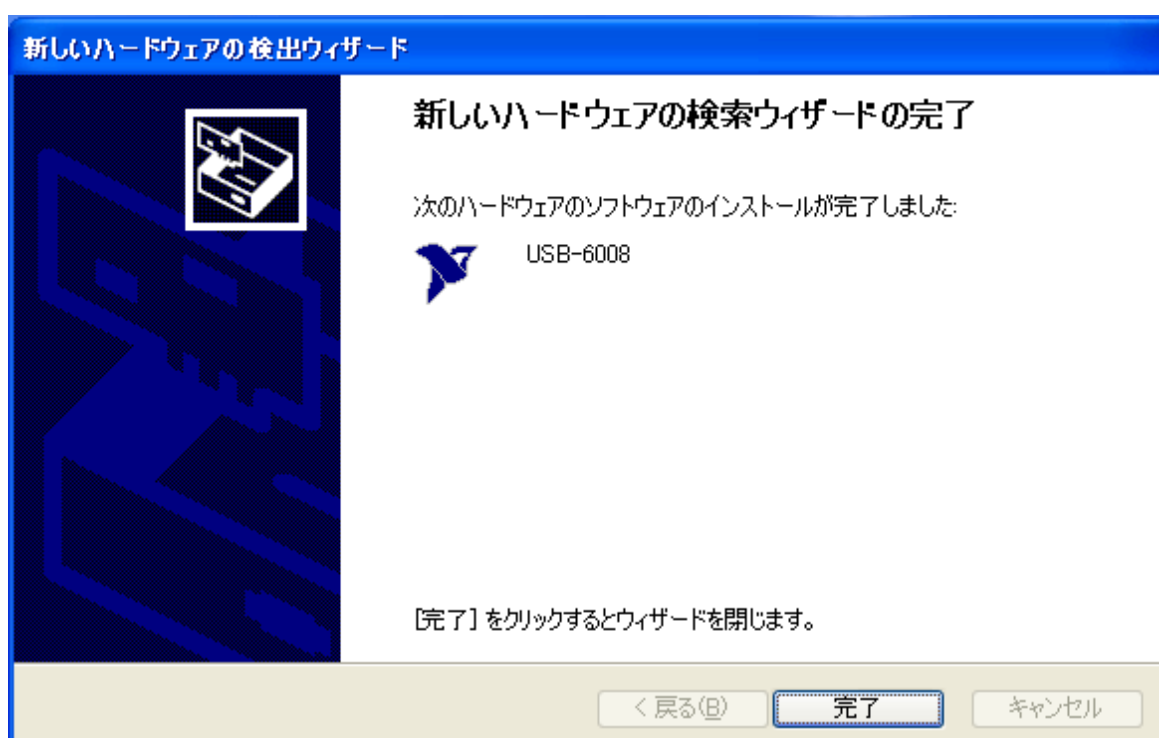 新しいハードウェアの検出ウィザード
新しいハードウェアの検索ウィザードの完了
次のハードウェアのソフトウェアのインストールが完了しました:
USB-6008
[完了] をクリックするとウィザードを閉じます。
< 戻る(B)
完了
キャンセル